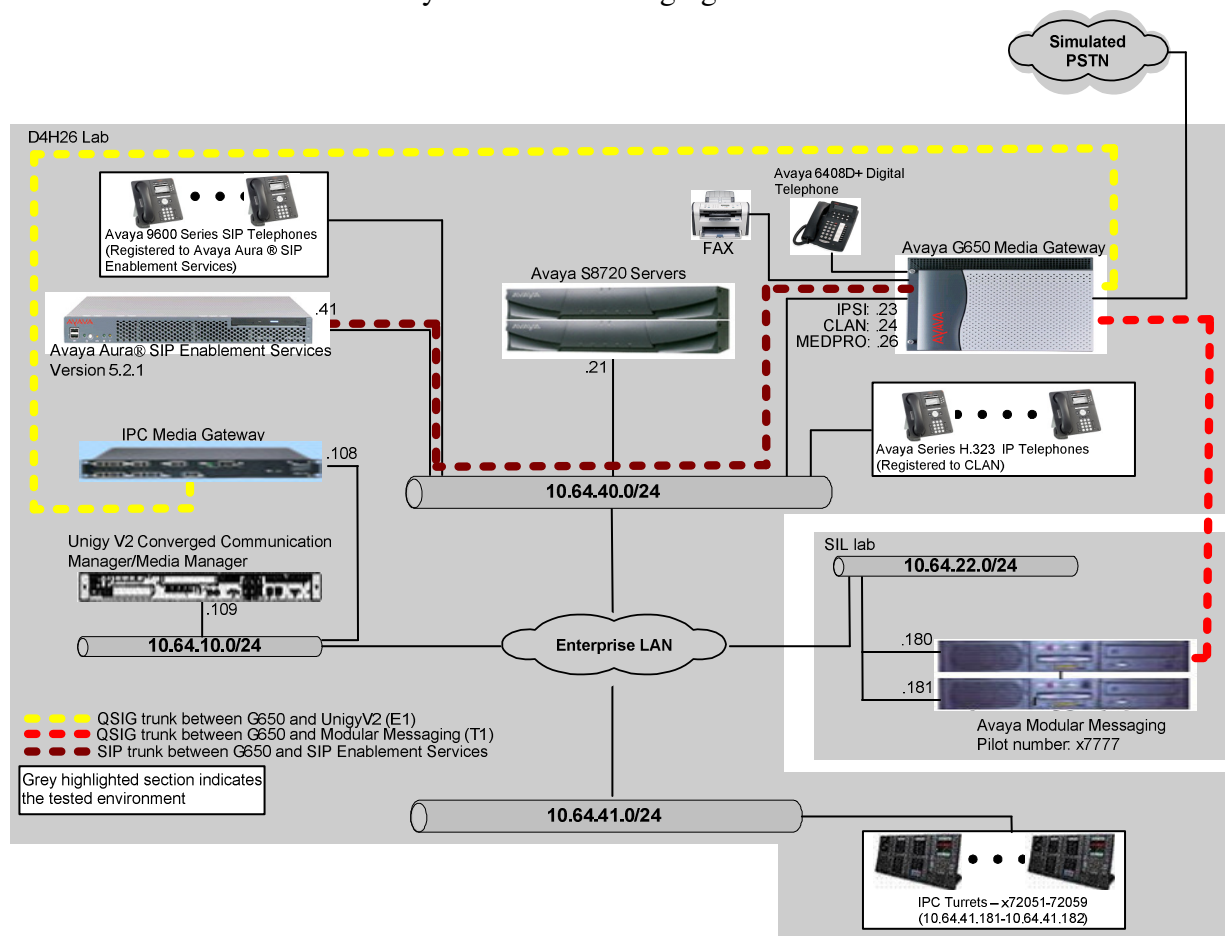 Simulated
PSTN
D4H26 Lab
Avaya 9600 Series SIP Telephones
(Registered to Avaya Aura ® SIP
Enablement Services)
FAX
Avaya 6408D+ Digital
Telephone
Avaya G650 Media Gateway
Avaya S8720 Servers
.41
IPSI: .23
CLAN: .24
MEDPRO: .26
AVAYA
Avaya Aura® SIP Enablement Services
Version 5.2.1
.21
IPC Media Gateway
.108
Avaya Series H.323 IP Telephones
(Registered to CLAN)
10.64.40.0/24
Unigy V2 Converged Communication
Manager/Media Manager
.109
10.64.10.0/24
SIL lab
10.64.22.0/24
Enterprise LAN
.180
.181
Avaya Modular Messaging
Pilot number: x7777
QSIG trunk between G650 and UnigyV2 (E1)
QSIG trunk between G650 and Modular Messaging (T1)
SIP trunk between G650 and SIP Enablement Services
Grey highlighted section indicates
the tested environment
10.64.41.0/24
IPC Turrets – x72051-72059
(10.64.41.181-10.64.41.182)